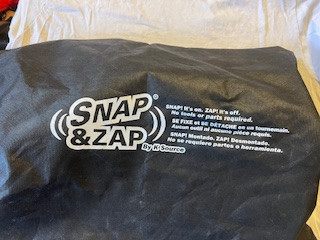 SNAP®
&ZAP
By K Source
SNAP! It's on. ZAP! It's off.
No tools or parts required.
SE FIXE et SE DÉTACHE en un tournemain.
Aucun outil ni aucune pièce requis.
SNAP! Montado. ZAP! Desmontado.
No se requiere partes o herramienta.